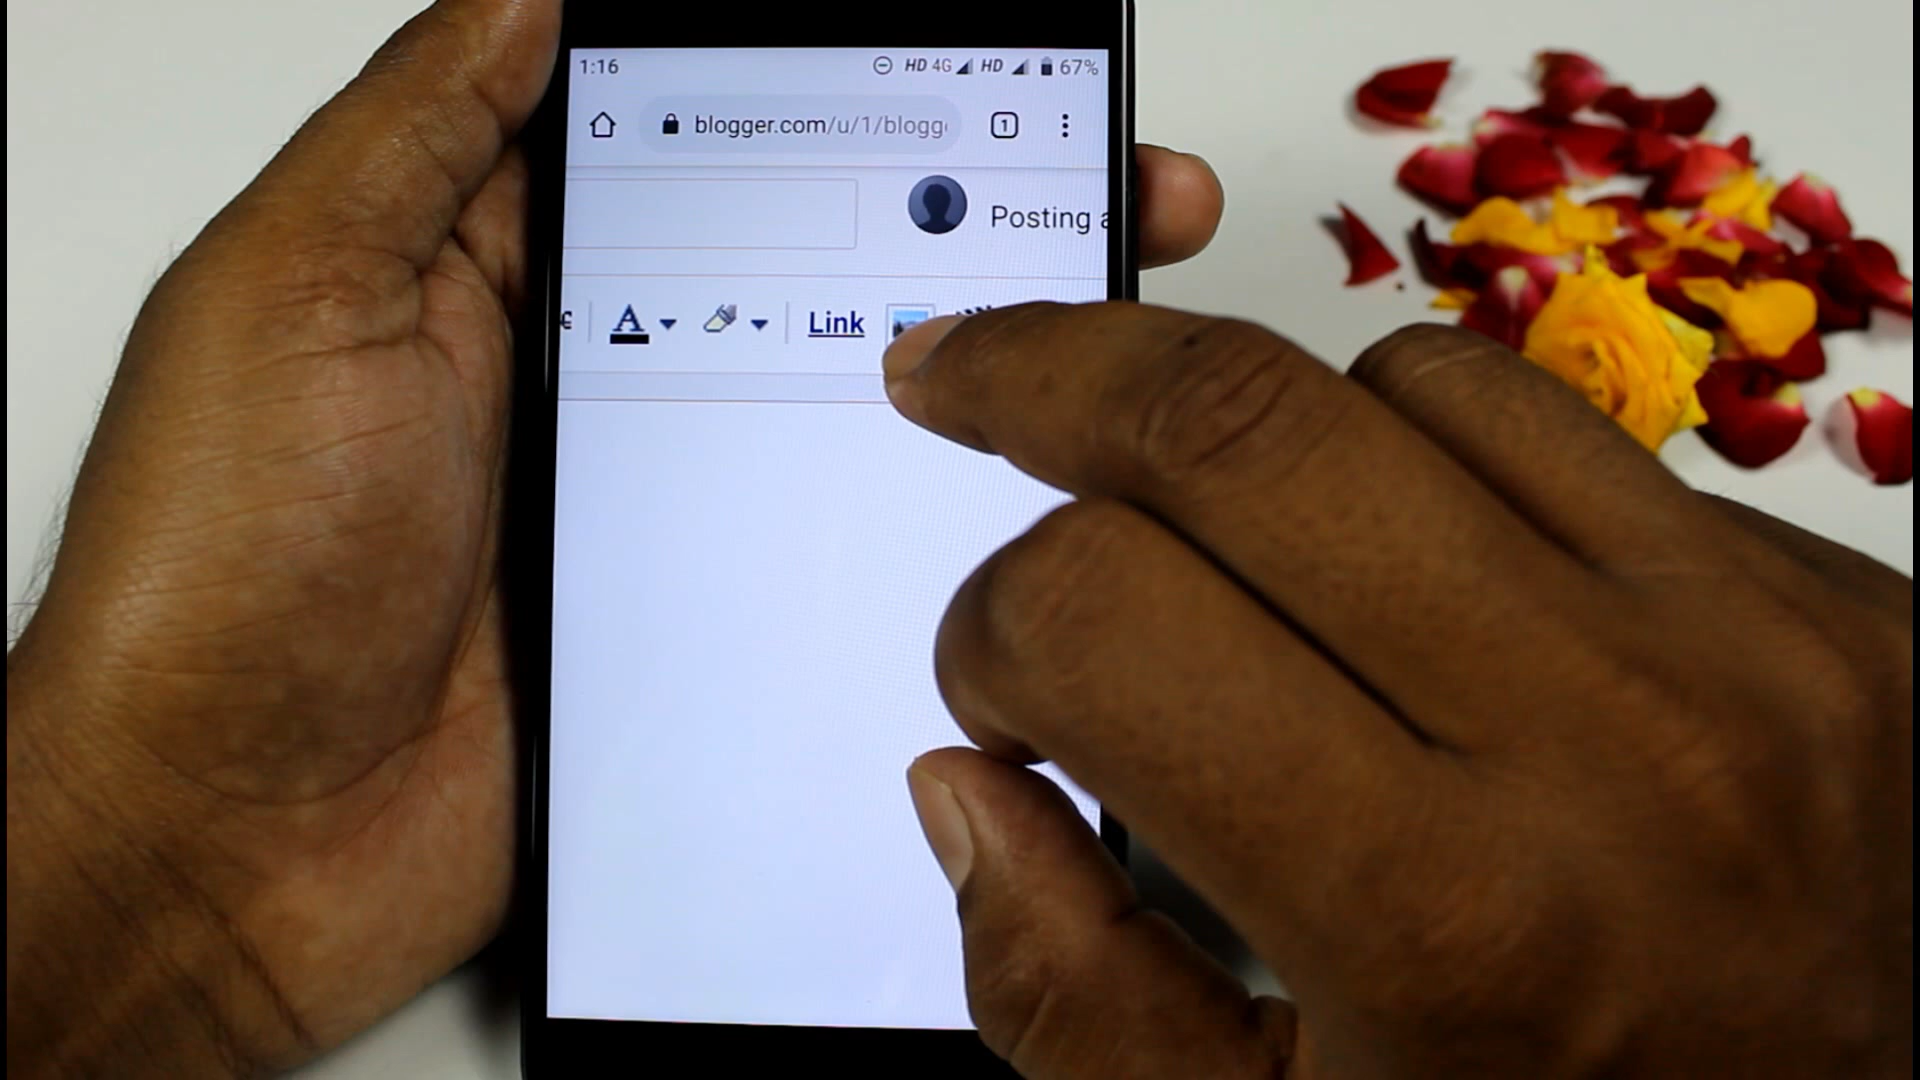 1:16 HD 4G HD 67%
blogger.com/u/1/blogg
1
Posting
A Link